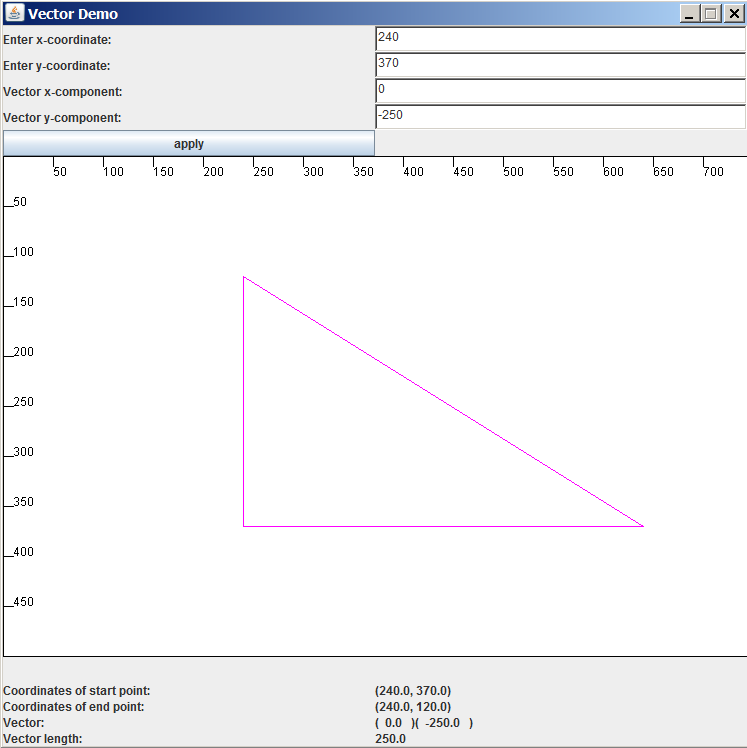 Vector Demo
Enter x-coordinate: 240
Enter y-coordinate: 370
Vector x-component: 0
Vector y-component: -250
apply
50 100 150 200 250 300 350 400 450 500 550 600 650 700
50
100
150
200
250
300
350
400
450
Coordinates of start point: (240.0, 370.0)
Coordinates of end point: (240.0, 120.0)
Vector: ( 0.0 )( -250.0 )
Vector length: 250.0